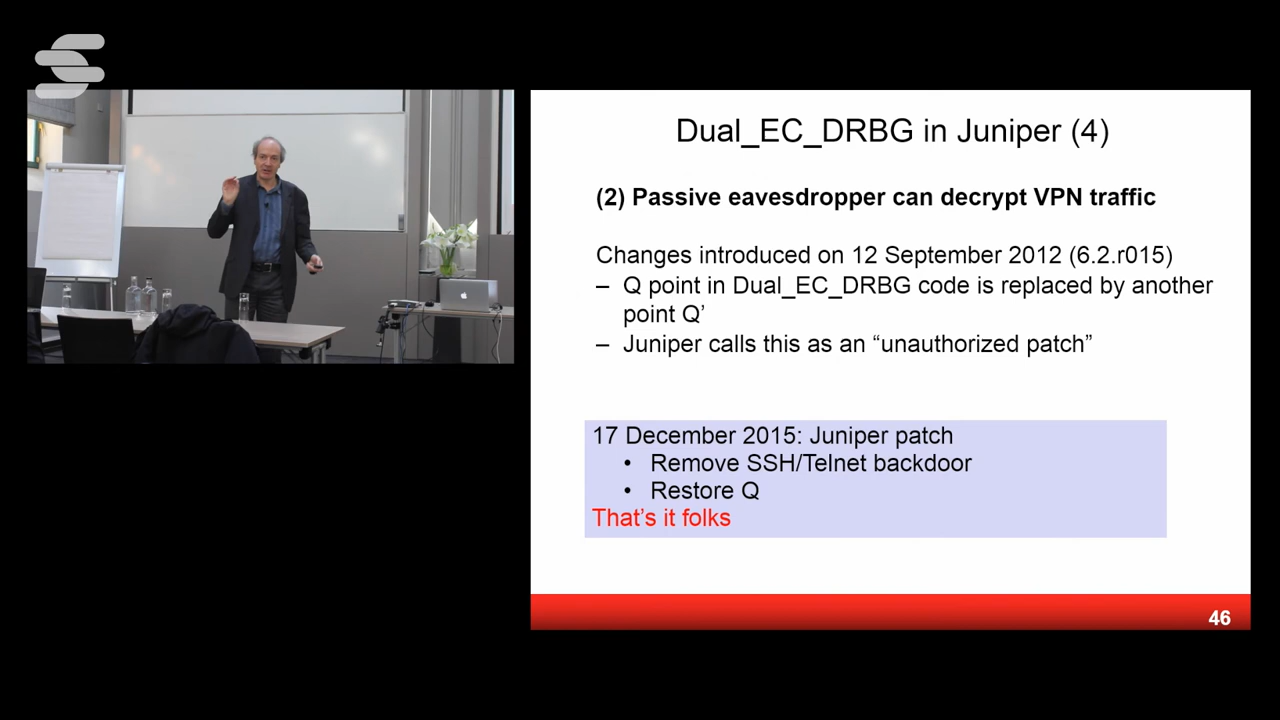 Dual_EC_DRBG in Juniper (4)
(2) Passive eavesdropper can decrypt VPN traffic
Changes introduced on 12 September 2012 (6.2.r015)
– Q point in Dual_EC_DRBG code is replaced by another
point Q’
– Juniper calls this as an “unauthorized patch”
17 December 2015: Juniper patch
• Remove SSH/Telnet backdoor
• Restore Q
That’s it folks
46